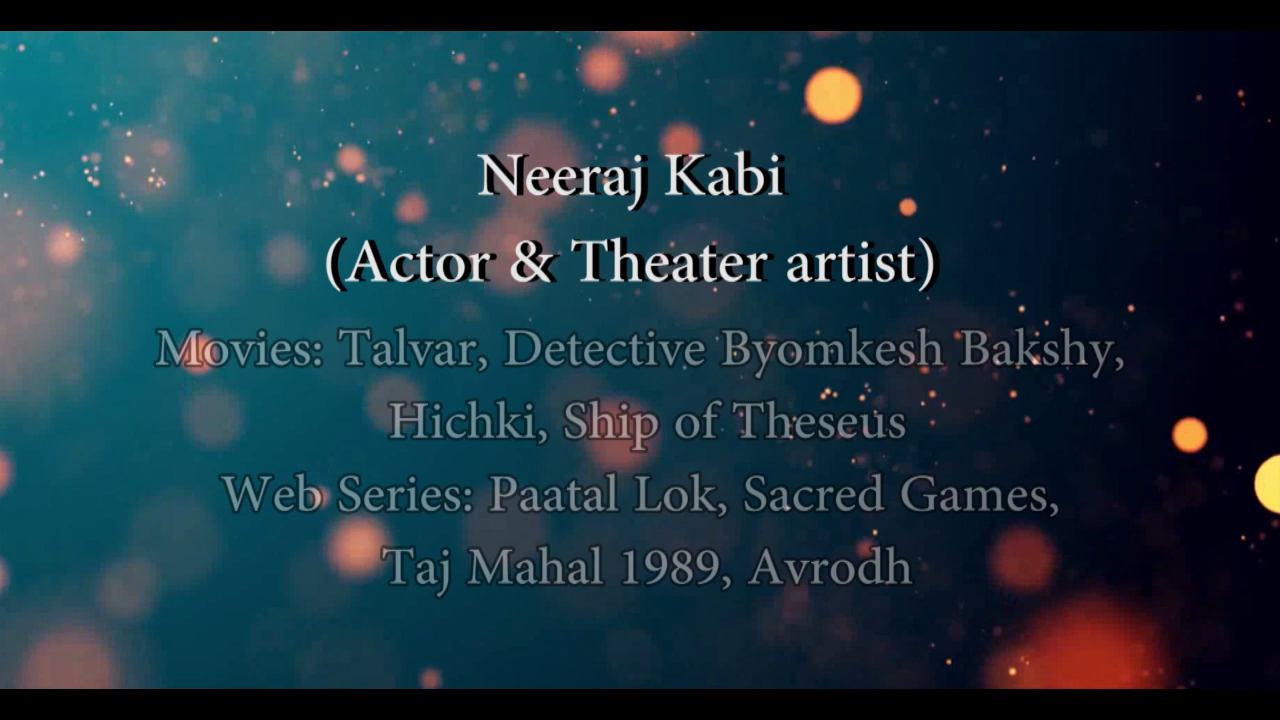 Neeraj Kabi
(Actor & Theater artist)
Movies: Talvar, Detective Byomkesh Bakshy,
Hichki, Ship of Theseus
Web Series: Paatal Lok, Sacred Games,
Taj Mahal 1989, Avrodh